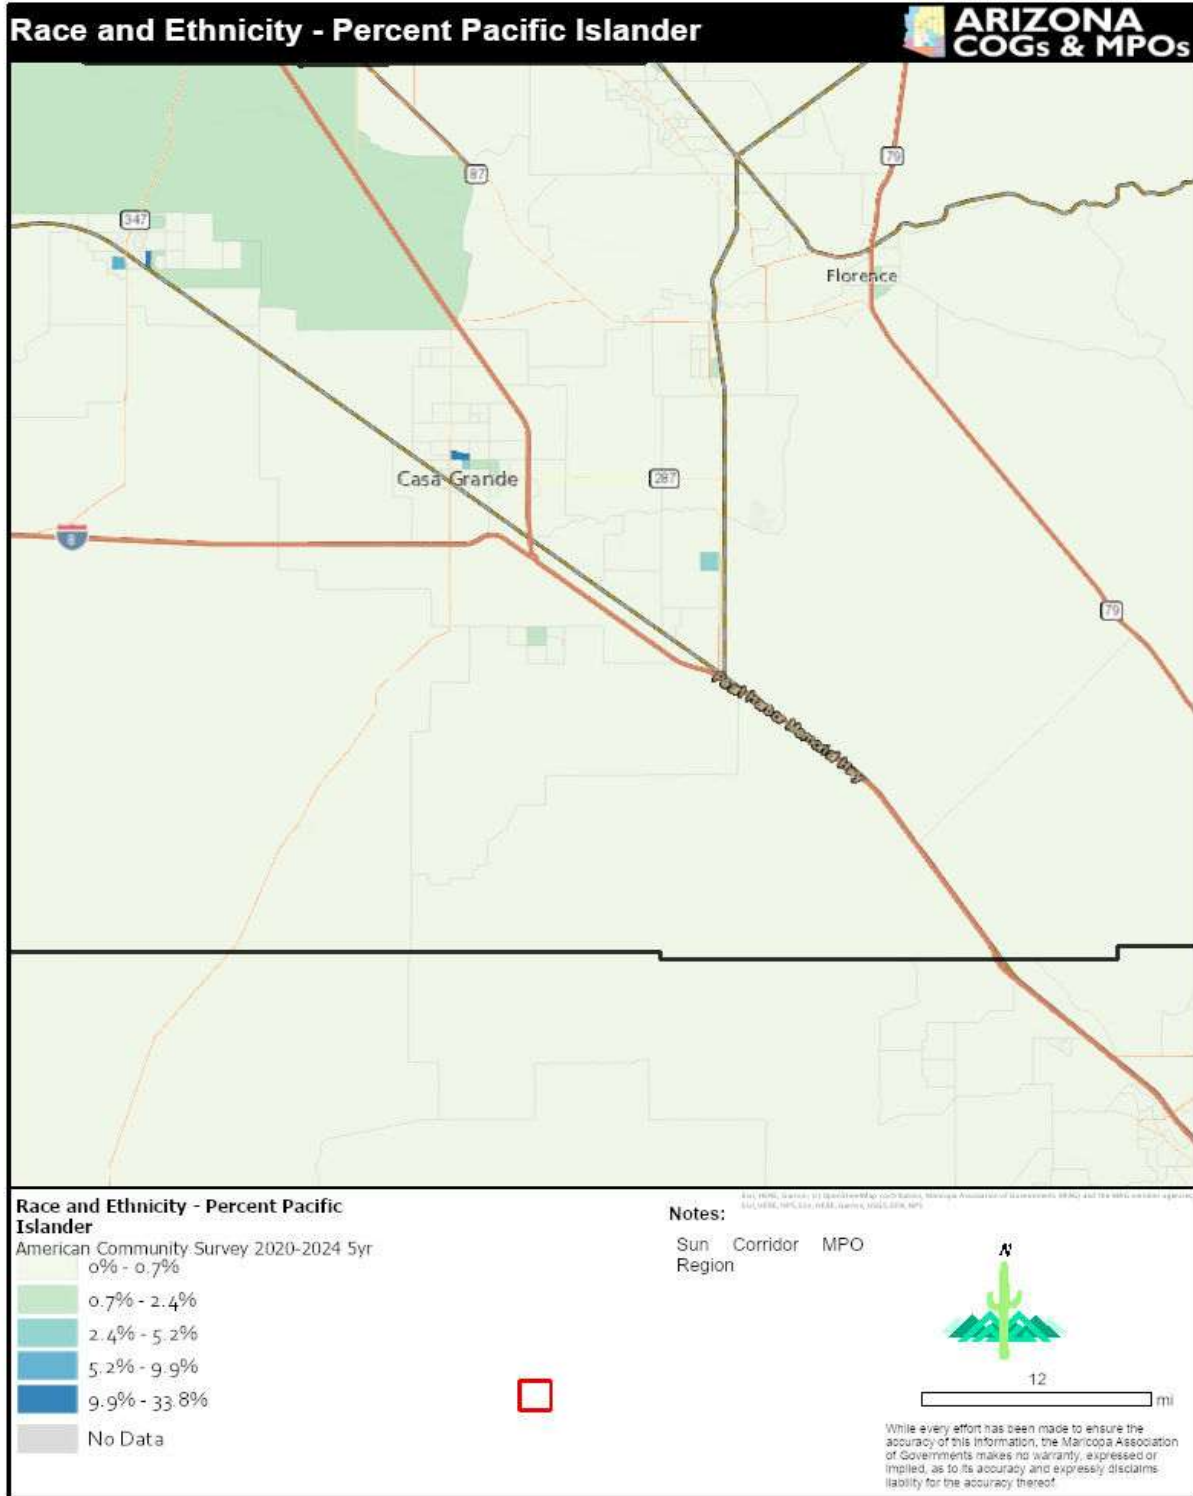 Race and Ethnicity - Percent Pacific Islander
ARIZONA
COGs & MPOs
347
87
79
Florence
Casa Grande
287
8
79
Pearl Harbor Memorial Hwy
Race and Ethnicity - Percent Pacific
Islander
American Community Survey 2020-2024 5yr
0% - 0.7%
0.7% - 2.4%
2.4% - 5.2%
5.2% - 9.9%
9.9% - 33.8%
No Data
Notes:
Sun Corridor MPO
Region
N
12
mi
While every effort has been made to ensure the
accuracy of this information, the Maricopa Association
of Governments makes no warranty, expressed or
implied, as to its accuracy and expressly disclaims
liability for the accuracy thereof.